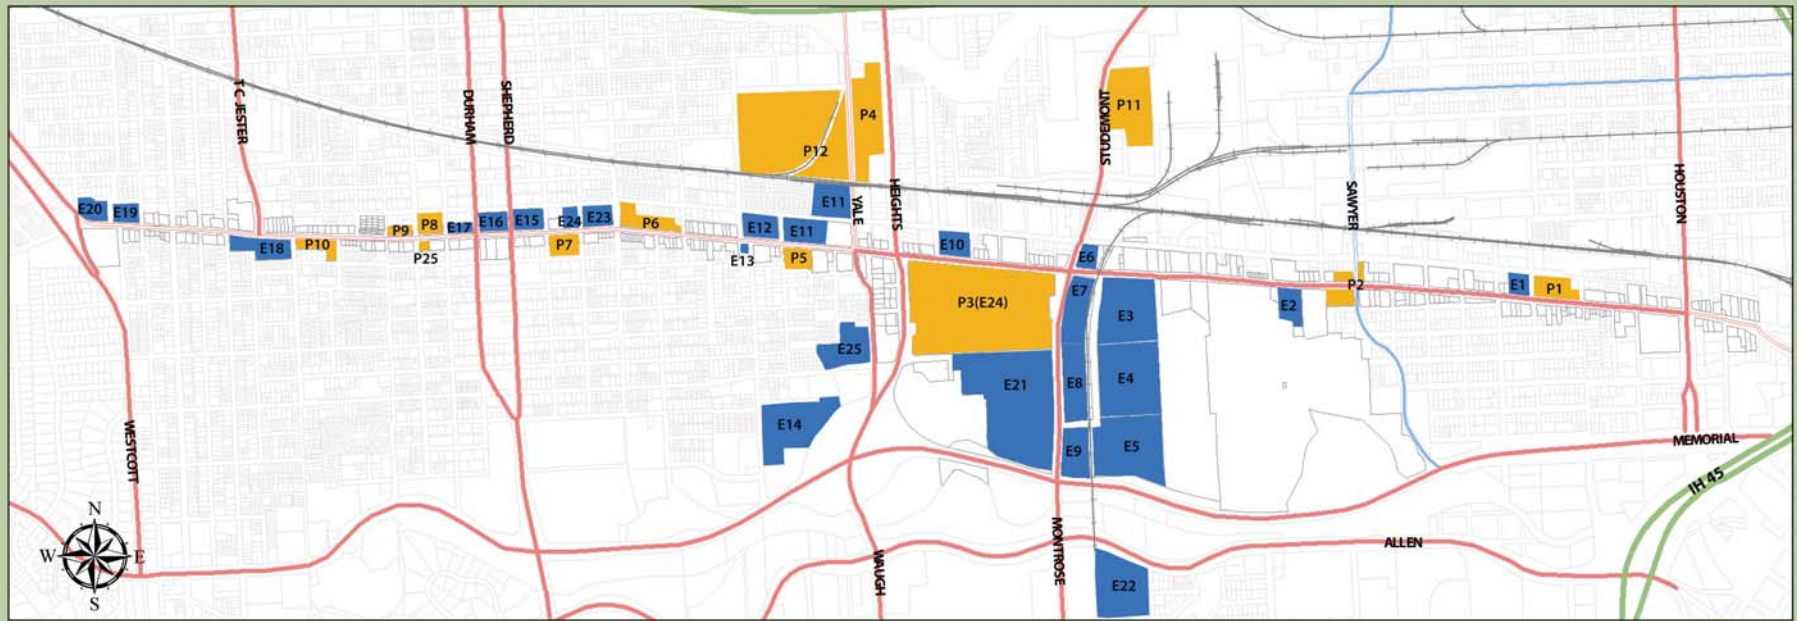 T C JESTER
DURHAM
SHEPHERD
P12
P4
STUDEMONT
P11
YALE
HEIGHTS
SAWYER
HOUSTON
E20
E19
E18
P10
P9
P8
P25
E17
E16
E15
E24
E23
P7
P6
E12
E13
E11
E11
P5
E10
E6
E7
P3(E24)
E3
E2
P2
E1
P1
E25
E21
E8
E4
E14
E9
E5
WESTCOTT
MEMORIAL
IH 45
WAUGH
MONTROSE
ALLEN
E22
N
W
E
S